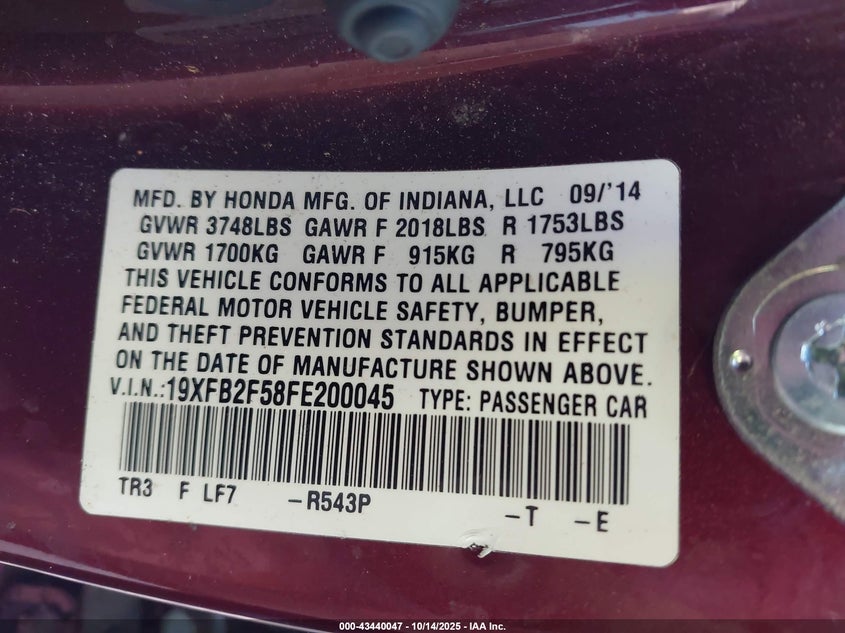 MFD. BY HONDA MFG. OF INDIANA, LLC 09/'14
GVWR 3748LBS GAWR F 2018LBS R 1753LBS
GVWR 1700KG GAWR F 915KG R 795KG
THIS VEHICLE CONFORMS TO ALL APPLICABLE
FEDERAL MOTOR VEHICLE SAFETY, BUMPER,
AND THEFT PREVENTION STANDARDS IN EFFECT
ON THE DATE OF MANUFACTURE SHOWN ABOVE.
V.I.N.:19XFB2F58FE200045 TYPE: PASSENGER CAR
TR3 F LF7 -R543P -T -E
000-43440047 - 10/14/2025 - IAA Inc.